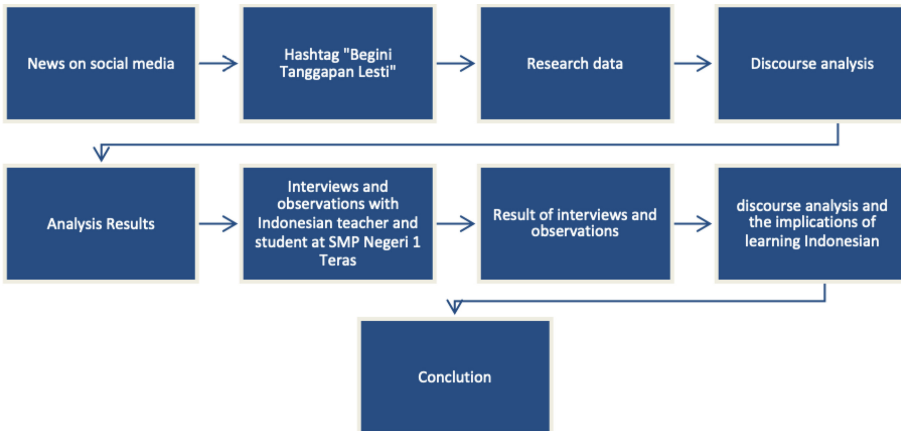 News on social media
Hashtag "Begini
Tanggapan Lesti"
Research data
Discourse analysis
Analysis Results
Interviews and
observations with
Indonesian teacher and
student at SMP Negeri 1
Teras
Result of interviews and
observations
discourse analysis and
the implications of
learning Indonesian
Conclution